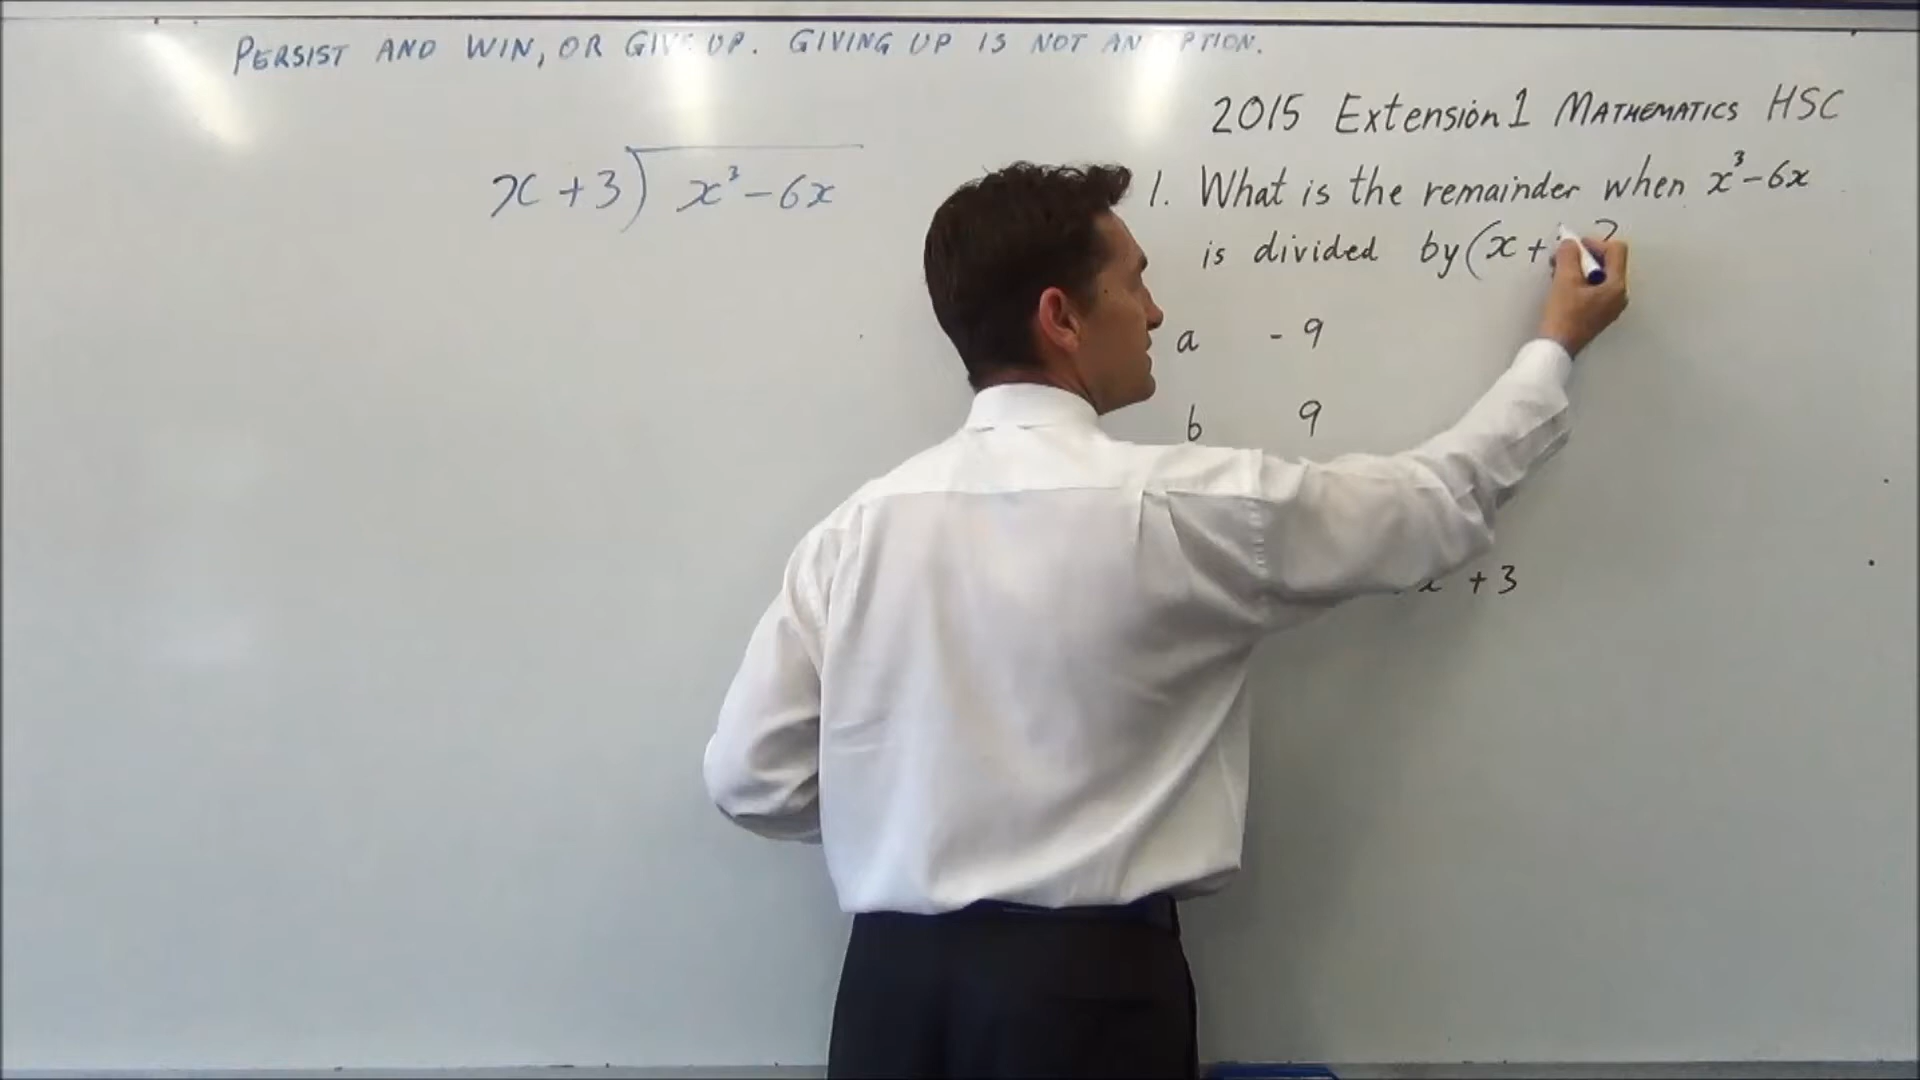 PERSIST AND WIN, OR GIVE UP. GIVING UP IS NOT AN OPTION.
x + 3) x³ - 6x
2015 Extension 1 MATHEMATICS HSC
1. What is the remainder when x³ - 6x
is divided by (x +
a - 9
b 9
x + 3